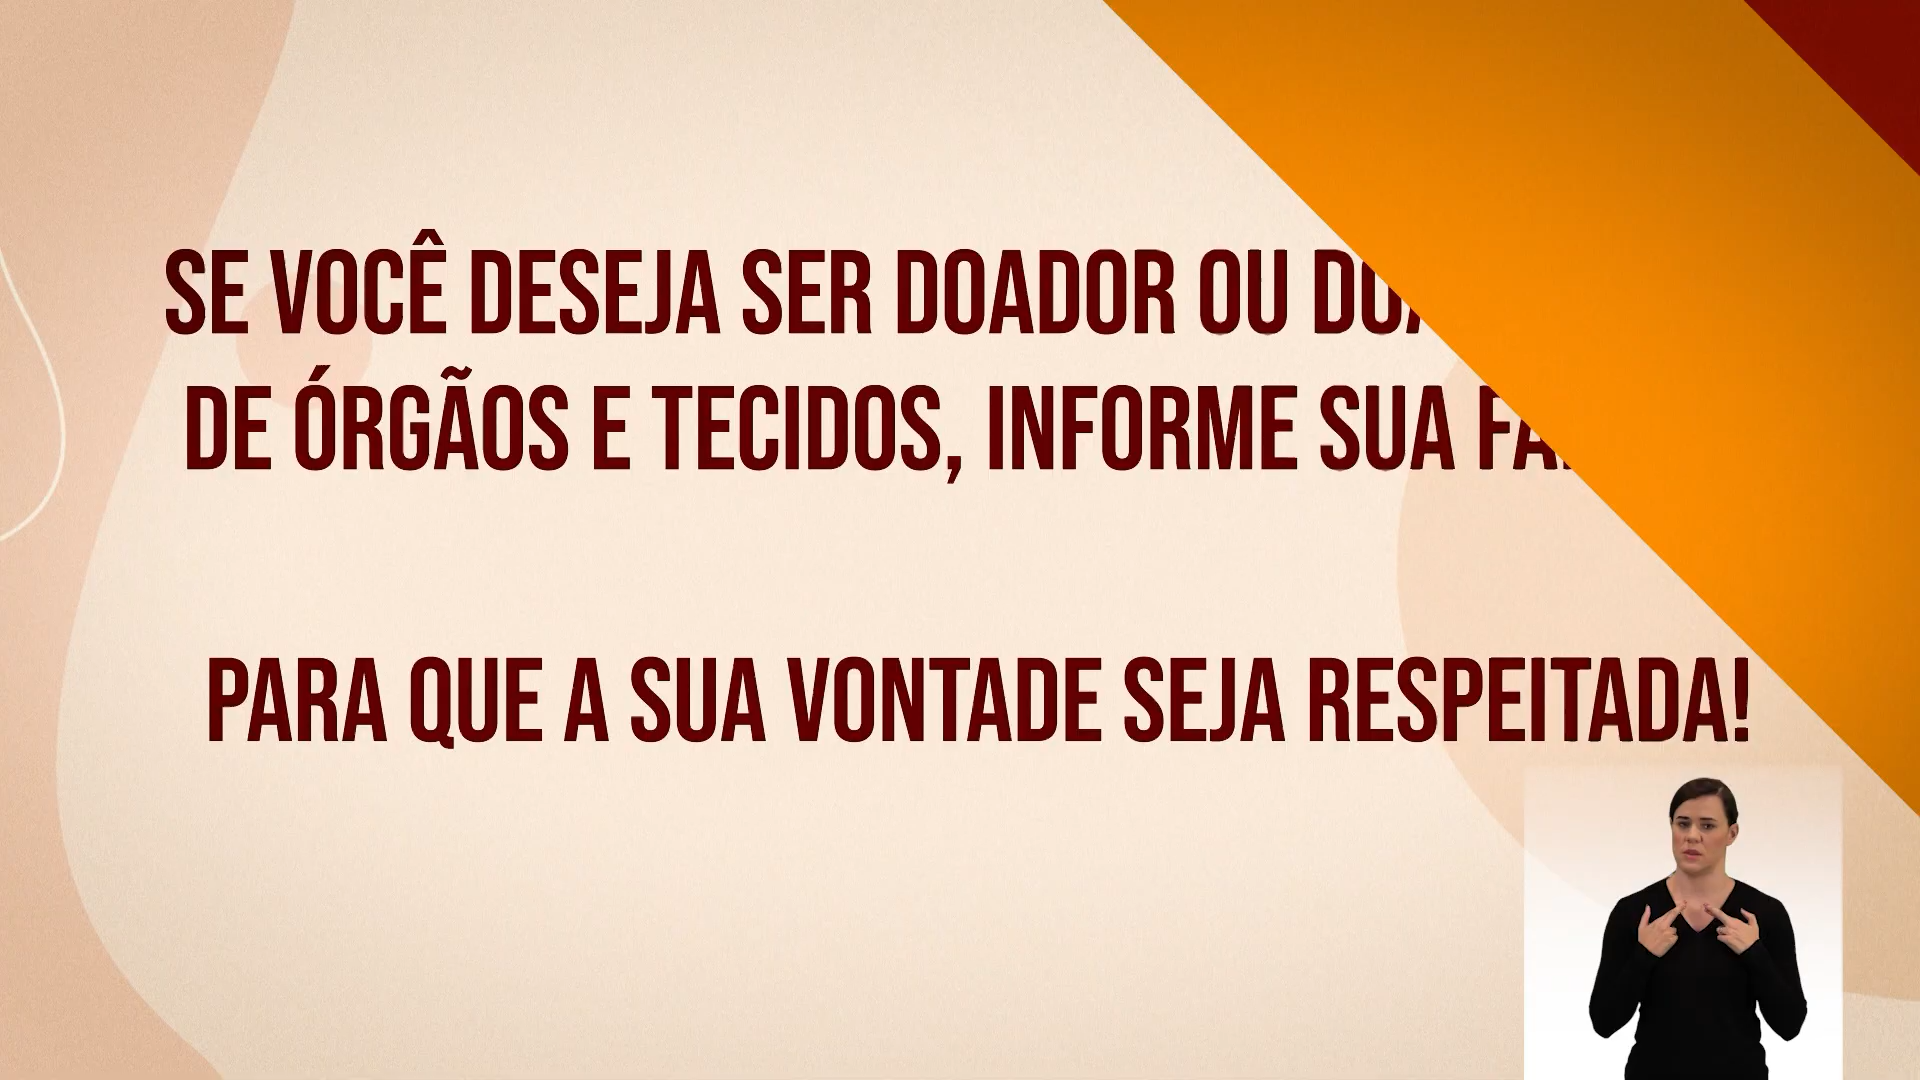 SE VOCÊ DESEJA SER DOADOR OU
DE ÓRGÃOS E TECIDOS, INFORME SUA
PARA QUE A SUA VONTADE SEJA RESPEITADA!